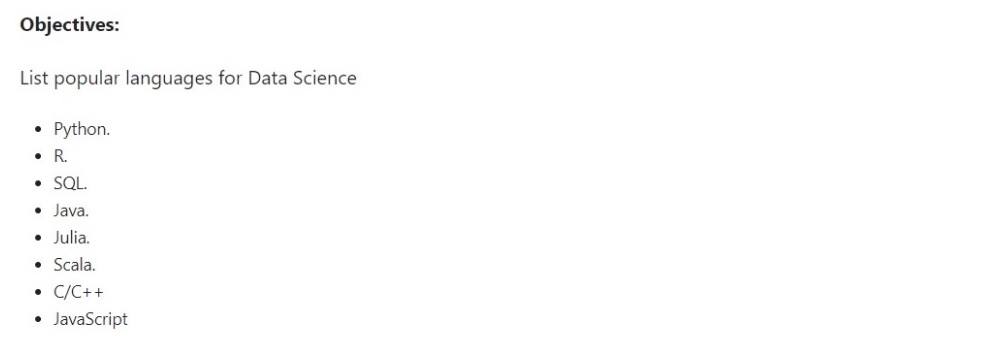 Objectives:
List popular languages for Data Science
• Python.
• R.
• SQL.
• Java.
• Julia.
• Scala.
• C/C++
• JavaScript